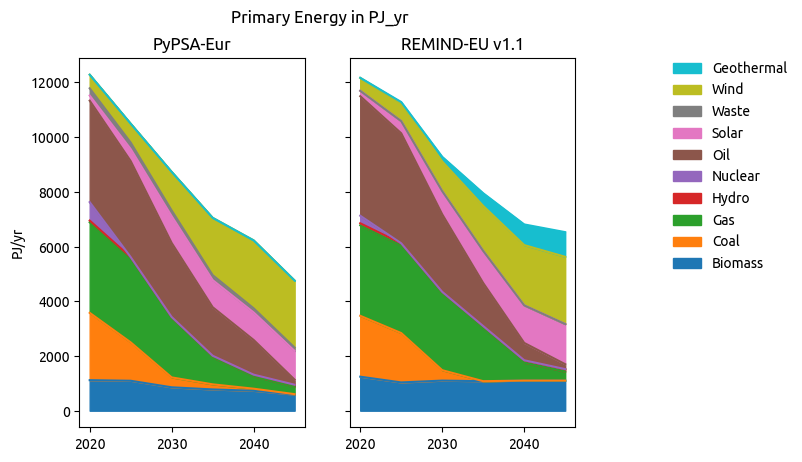 Primary Energy in PJ_yr
PyPSA-Eur
REMIND-EU v1.1
PJ/yr
12000
10000
8000
6000
4000
2000
0
2020
2030
2040
2020
2030
2040
Geothermal
Wind
Waste
Solar
Oil
Nuclear
Hydro
Gas
Coal
Biomass